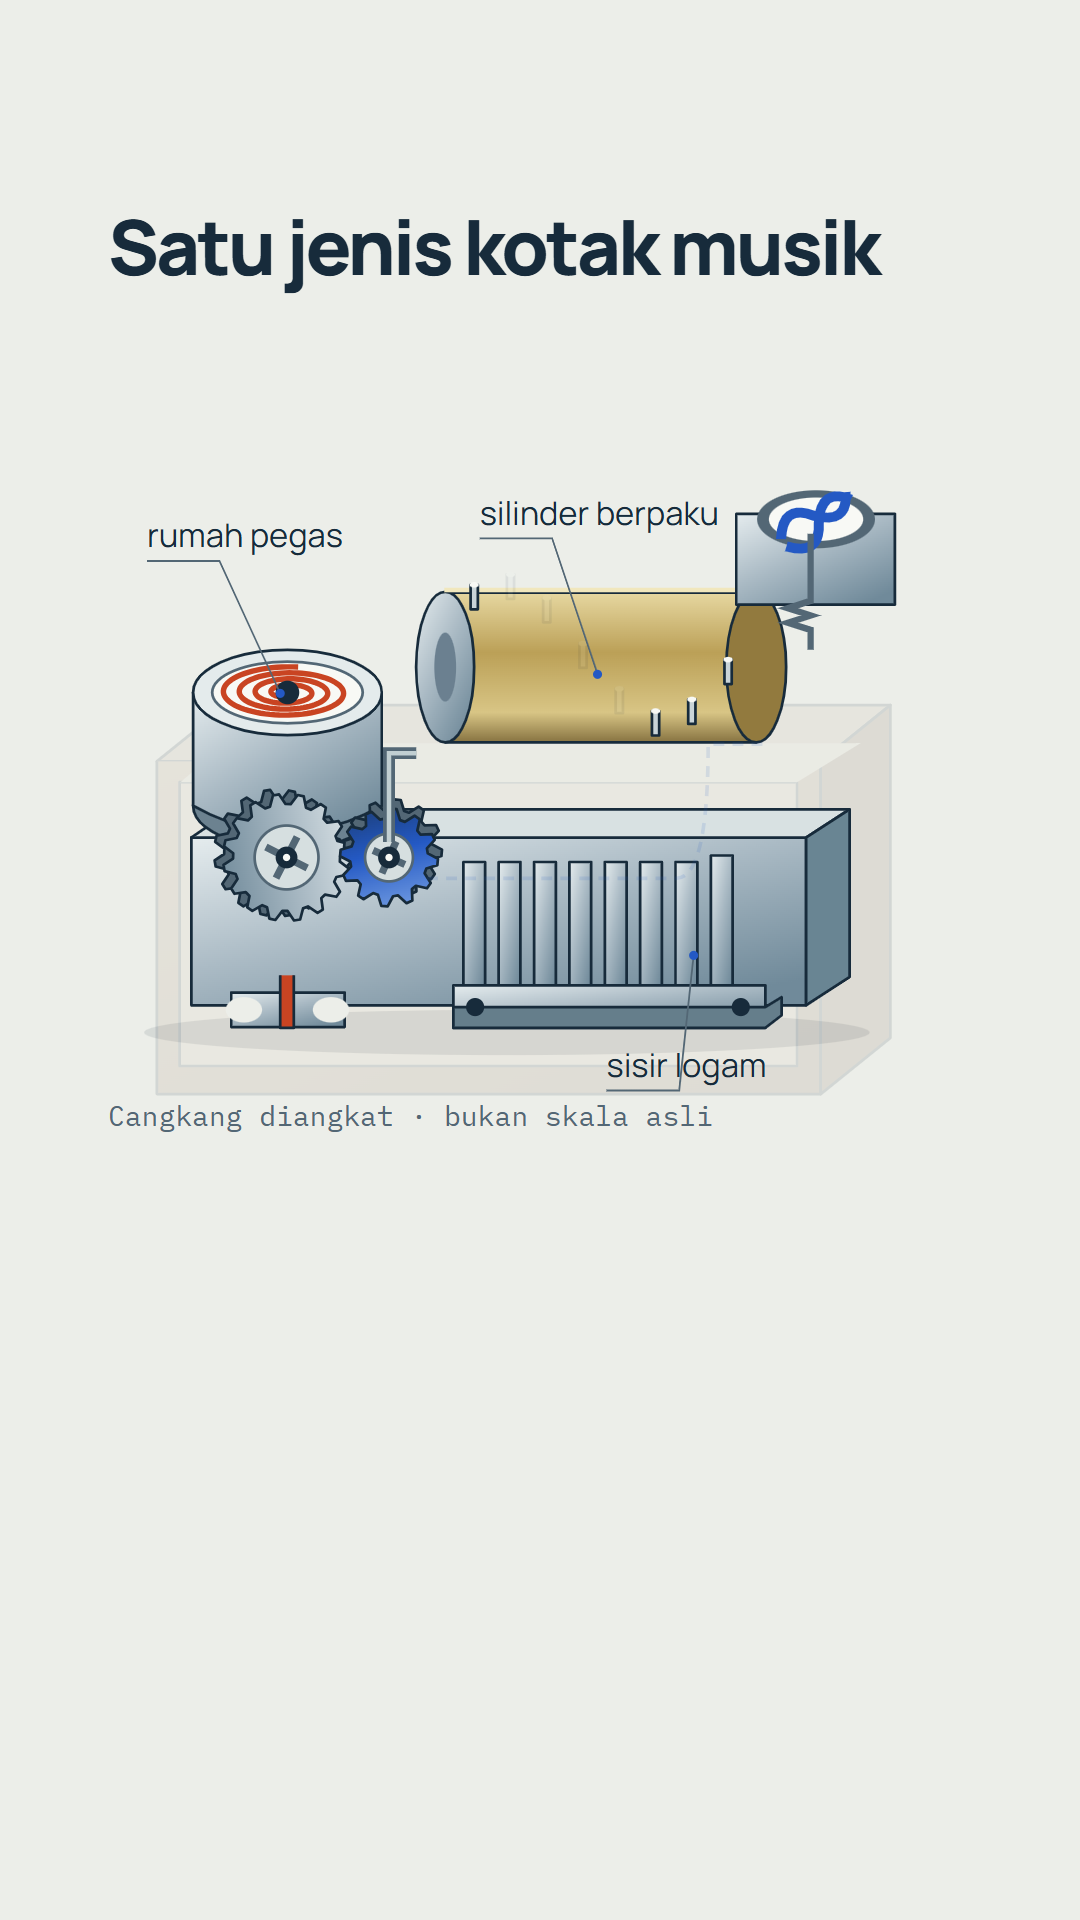 Satu jenis kotak musik
silinder berpaku
rumah pegas
sisir logam
Cangkang diangkat · bukan skala asli